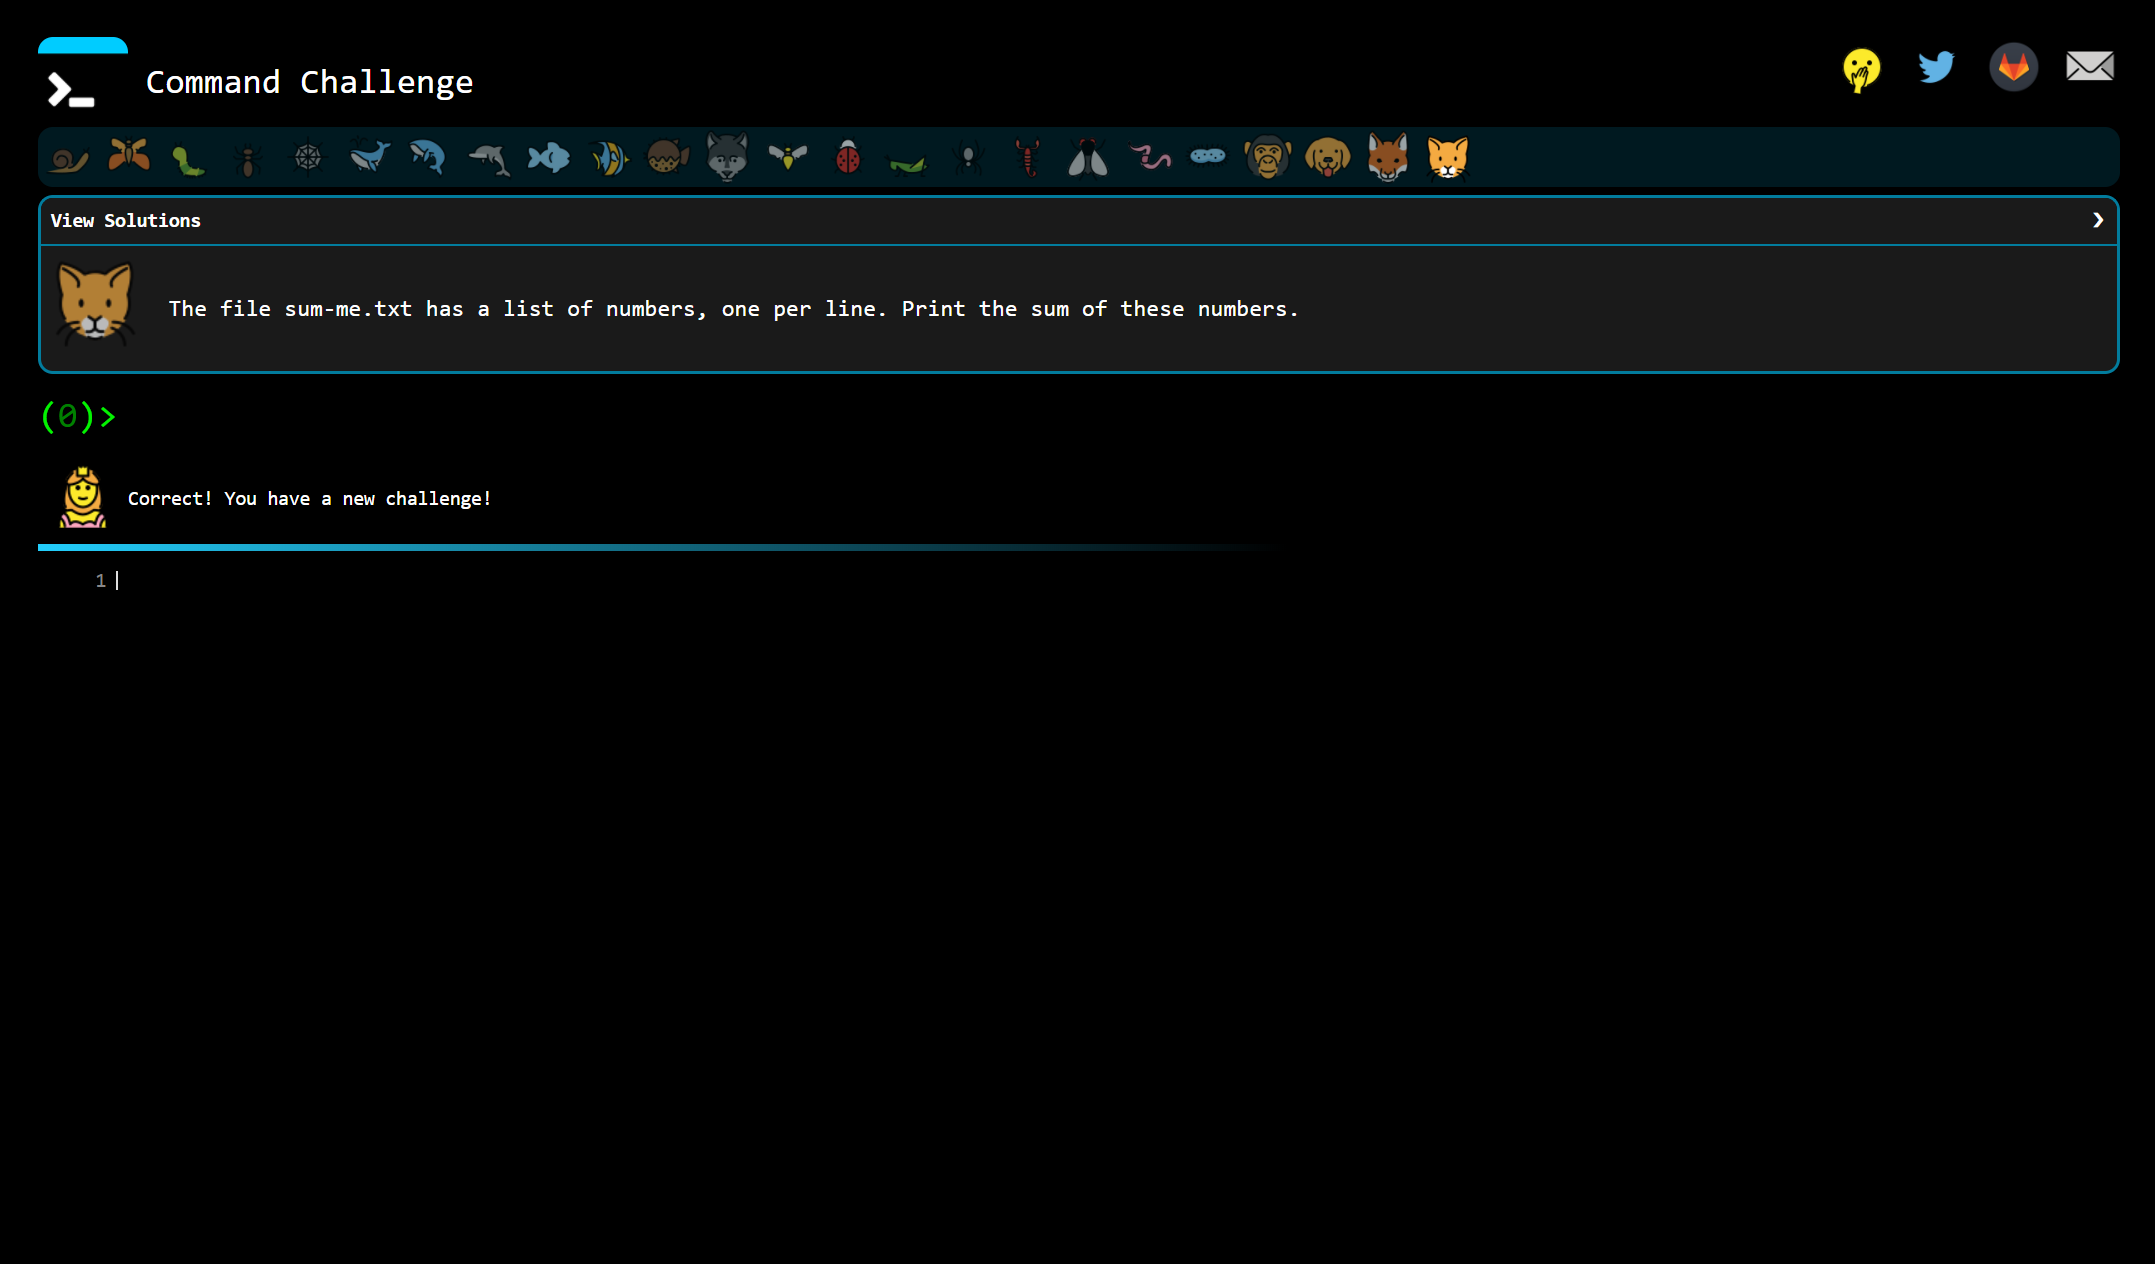 Command Challenge
View Solutions
The file sum-me.txt has a list of numbers, one per line. Print the sum of these numbers.
(0)>
Correct! You have a new challenge!
1